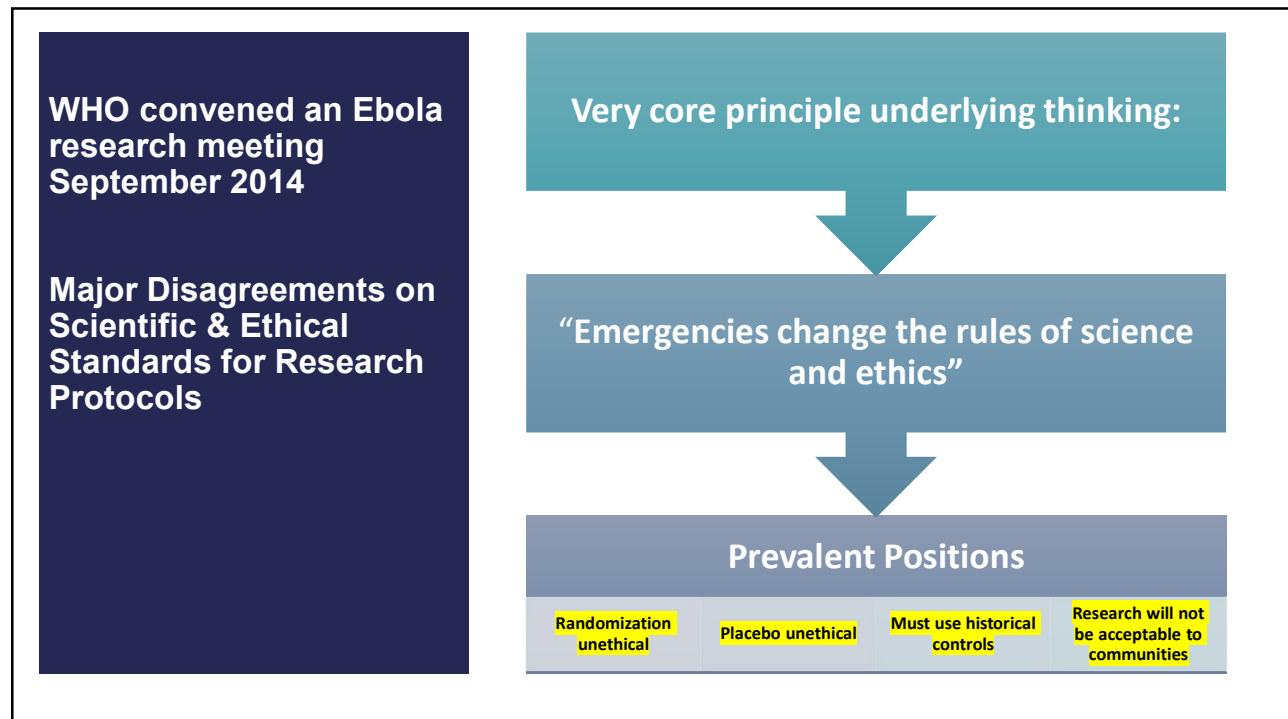 WHO convened an Ebola
research meeting
September 2014
Major Disagreements on
Scientific & Ethical
Standards for Research
Protocols
Very core principle underlying thinking:
“Emergencies change the rules of science
and ethics”
Prevalent Positions
Randomization
unethical
Placebo unethical
Must use historical
controls
Research will not
be acceptable to
communities